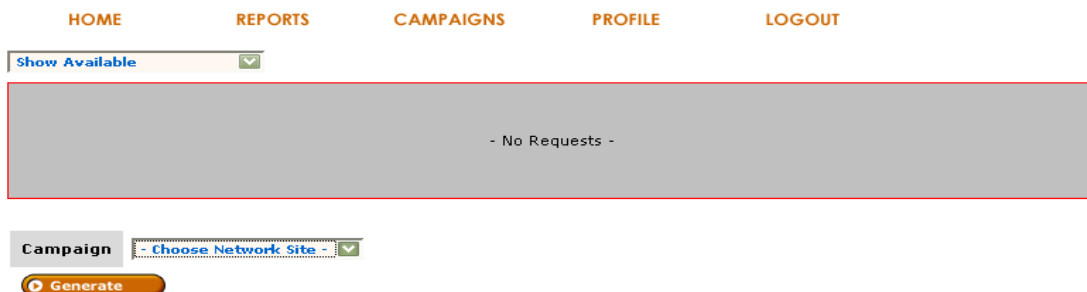 HOME REPORTS CAMPAIGNS PROFILE LOGOUT
Show Available
- No Requests -
Campaign - Choose Network Site -
Generate